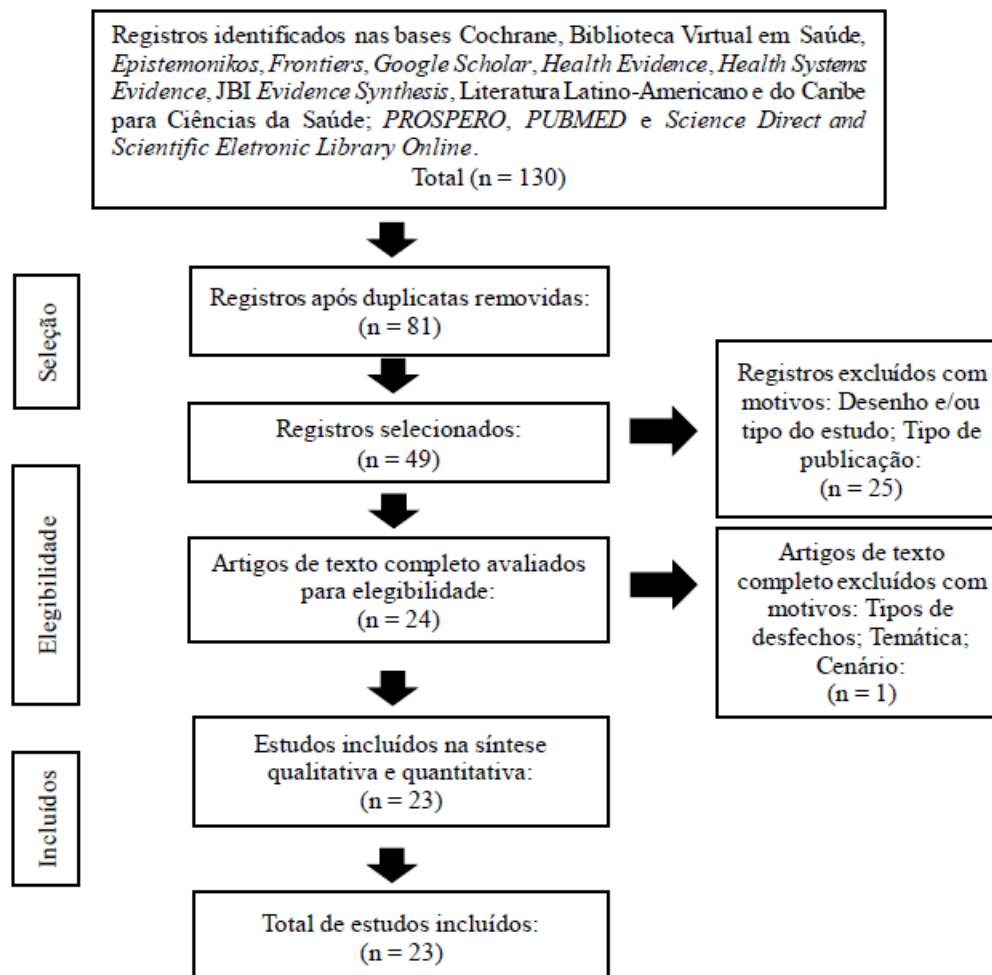 Registros identificados nas bases Cochrane, Biblioteca Virtual em Saúde,
Epistemonikos, Frontiers, Google Scholar, Health Evidence, Health Systems
Evidence, JBI Evidence Synthesis, Literatura Latino-Americano e do Caribe
para Ciências da Saúde; PROSPERO, PUBMED e Science Direct and
Scientific Eletronic Library Online.
Total (n = 130)
Seleção
Registros após duplicatas removidas:
(n = 81)
Registros selecionados:
(n = 49)
Registros excluídos com
motivos: Desenho e/ou
tipo do estudo; Tipo de
publicação:
(n = 25)
Elegibilidade
Artigos de texto completo avaliados
para elegibilidade:
(n = 24)
Artigos de texto
completo excluídos com
motivos: Tipos de
desfechos; Temática;
Cenário:
(n = 1)
Incluídos
Estudos incluídos na síntese
qualitativa e quantitativa:
(n = 23)
Total de estudos incluídos:
(n = 23)